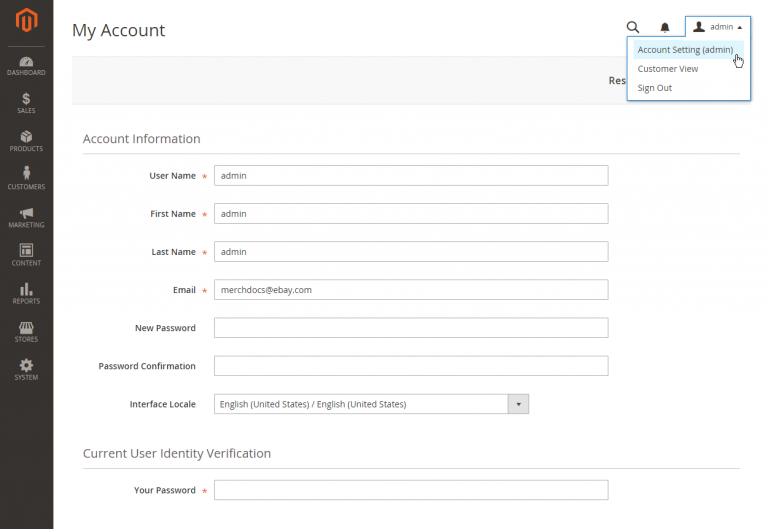 My Account
admin
Account Setting (admin)
Customer View
Sign Out
DASHBOARD
SALES
PRODUCTS
CUSTOMERS
MARKETING
CONTENT
REPORTS
STORES
SYSTEM
Res
Account Information
User Name * admin
First Name * admin
Last Name * admin
Email * merchdocs@ebay.com
New Password
Password Confirmation
Interface Locale English (United States) / English (United States)
Current User Identity Verification
Your Password *